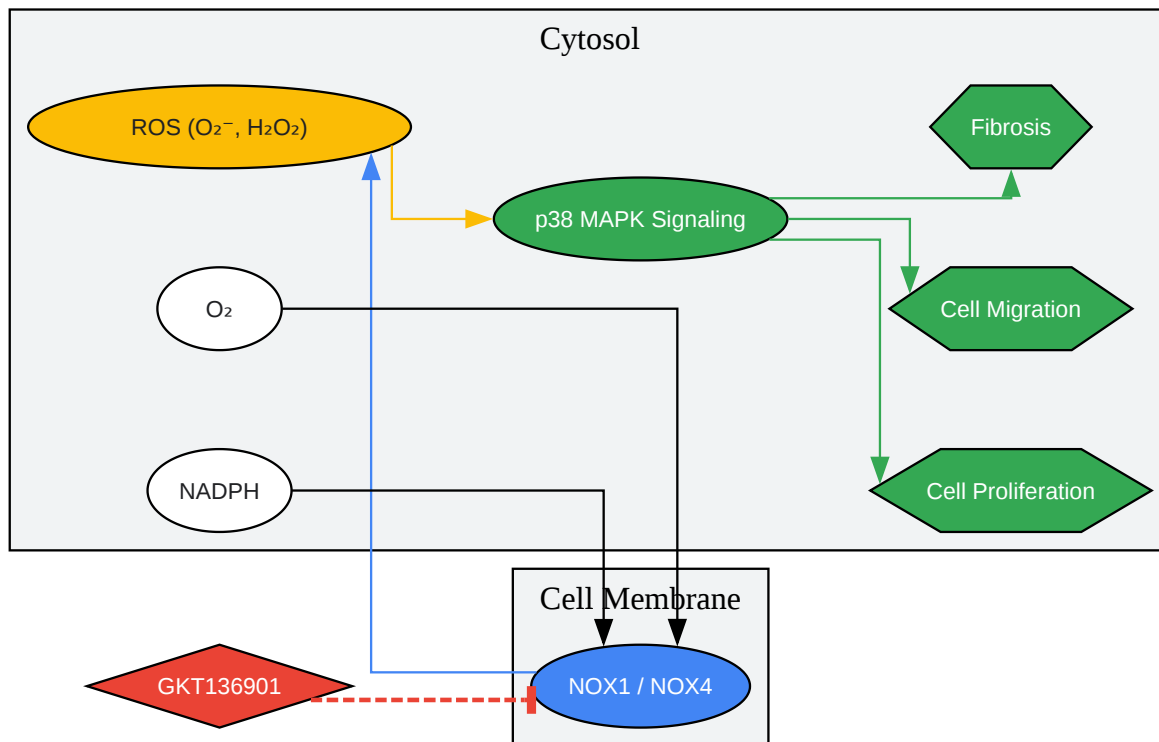 Cytosol
ROS (O₂⁻, H₂O₂)
Fibrosis
p38 MAPK Signaling
O₂
Cell Migration
NADPH
Cell Proliferation
Cell Membrane
GKT136901
NOX1 / NOX4